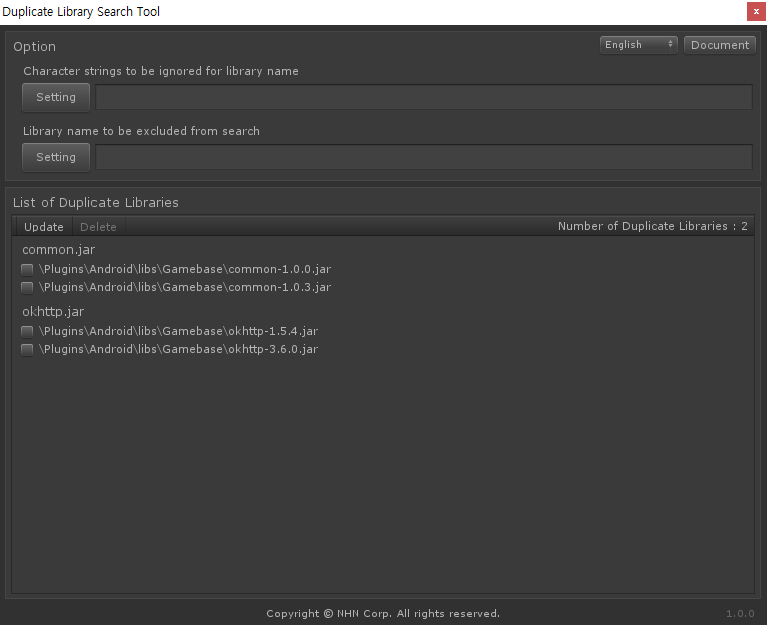 Duplicate Library Search Tool
x
Option
English
Document
Character strings to be ignored for library name
Setting
Library name to be excluded from search
Setting
List of Duplicate Libraries
Update
Delete
Number of Duplicate Libraries : 2
common.jar
\Plugins\Android\libs\Gamebase\common-1.0.0.jar
\Plugins\Android\libs\Gamebase\common-1.0.3.jar
okhttp.jar
\Plugins\Android\libs\Gamebase\okhttp-1.5.4.jar
\Plugins\Android\libs\Gamebase\okhttp-3.6.0.jar
Copyright © NHN Corp. All rights reserved.
1.0.0